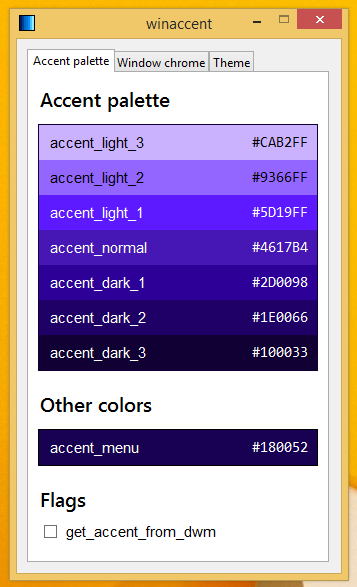 winaccent
Accent palette Window chrome Theme
Accent palette
accent_light_3 #CAB2FF
accent_light_2 #9366FF
accent_light_1 #5D19FF
accent_normal #4617B4
accent_dark_1 #2D0098
accent_dark_2 #1E0066
accent_dark_3 #100033
Other colors
accent_menu #180052
Flags
get_accent_from_dwm